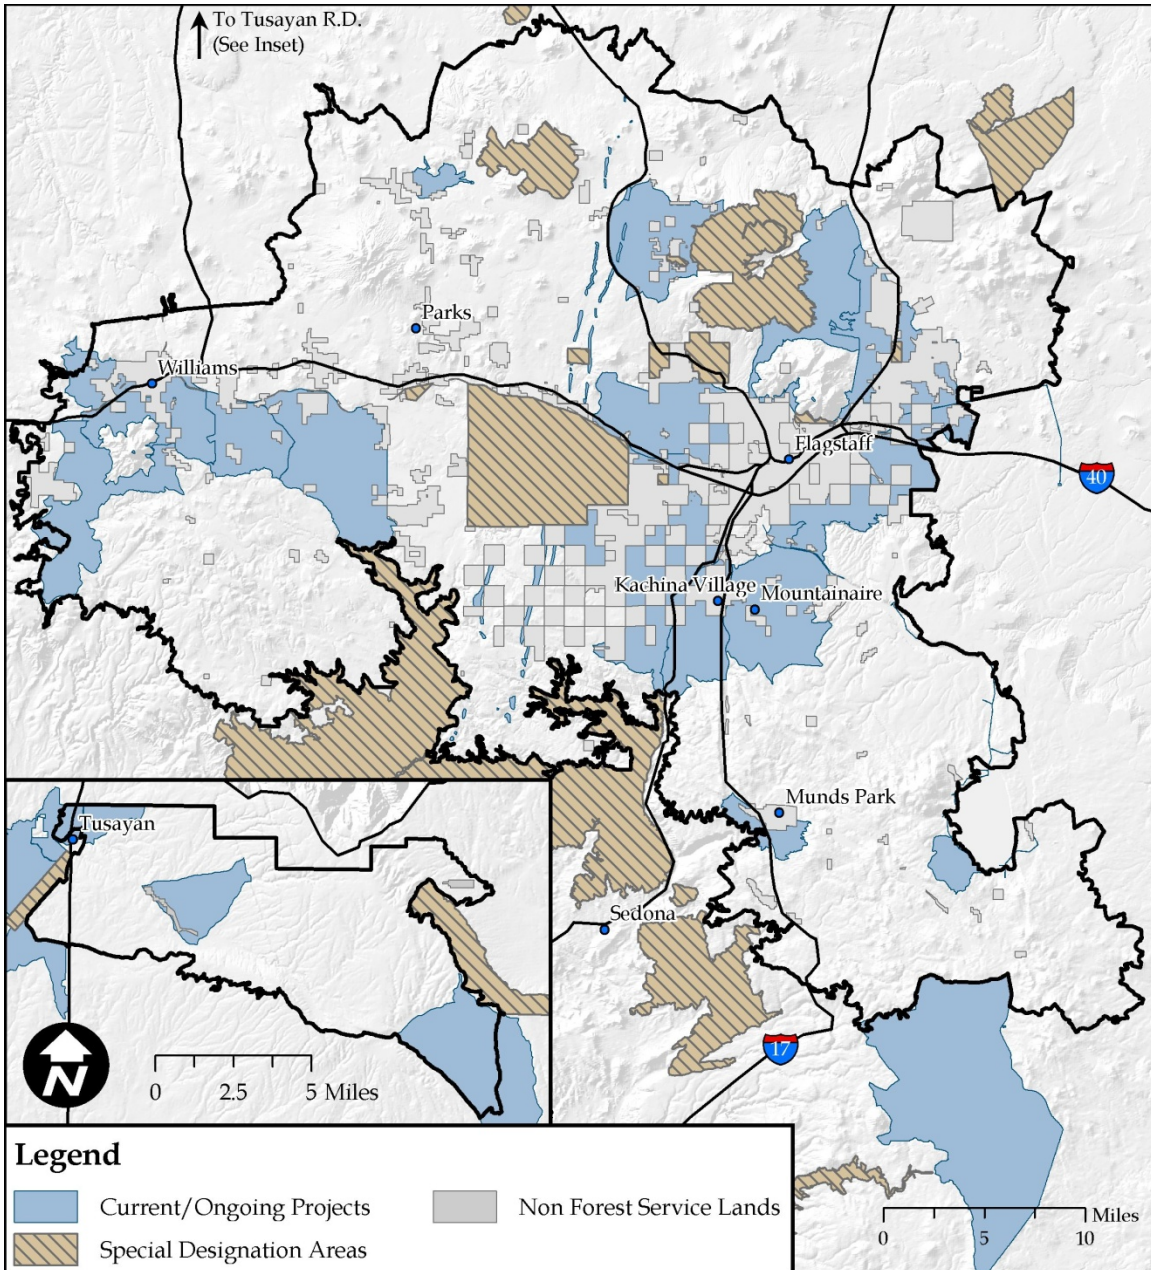 To Tusayan R.D.
(See Inset)
Parks
Williams
Flagstaff
40
Kachina Village
Mountainaire
Munds Park
Tusayan
Sedona
17
N
0 2.5 5 Miles
Legend
Current/Ongoing Projects
Non Forest Service Lands
Special Designation Areas
Miles
0 5 10